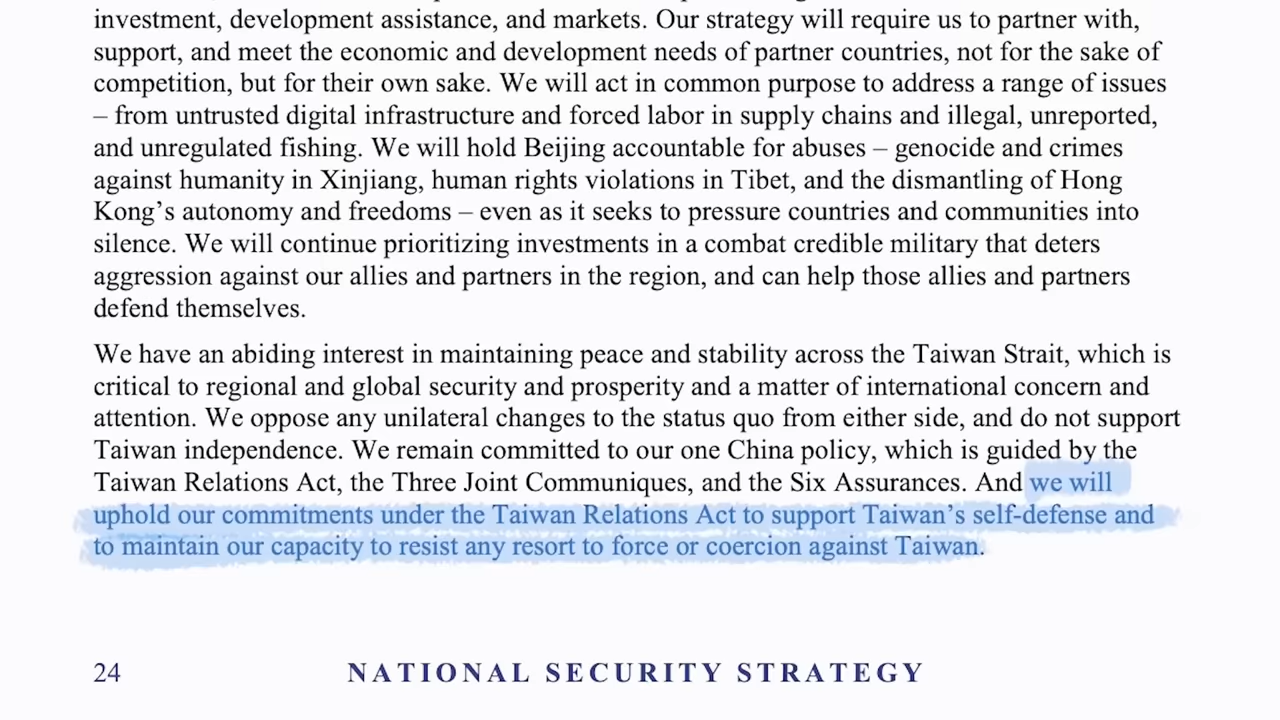 investment, development assistance, and markets. Our strategy will require us to partner with,
support, and meet the economic and development needs of partner countries, not for the sake of
competition, but for their own sake. We will act in common purpose to address a range of issues
– from untrusted digital infrastructure and forced labor in supply chains and illegal, unreported,
and unregulated fishing. We will hold Beijing accountable for abuses – genocide and crimes
against humanity in Xinjiang, human rights violations in Tibet, and the dismantling of Hong
Kong’s autonomy and freedoms – even as it seeks to pressure countries and communities into
silence. We will continue prioritizing investments in a combat credible military that deters
aggression against our allies and partners in the region, and can help those allies and partners
defend themselves.
We have an abiding interest in maintaining peace and stability across the Taiwan Strait, which is
critical to regional and global security and prosperity and a matter of international concern and
attention. We oppose any unilateral changes to the status quo from either side, and do not support
Taiwan independence. We remain committed to our one China policy, which is guided by the
Taiwan Relations Act, the Three Joint Communiques, and the Six Assurances. And we will
uphold our commitments under the Taiwan Relations Act to support Taiwan’s self-defense and
to maintain our capacity to resist any resort to force or coercion against Taiwan.
24 NATIONAL SECURITY STRATEGY